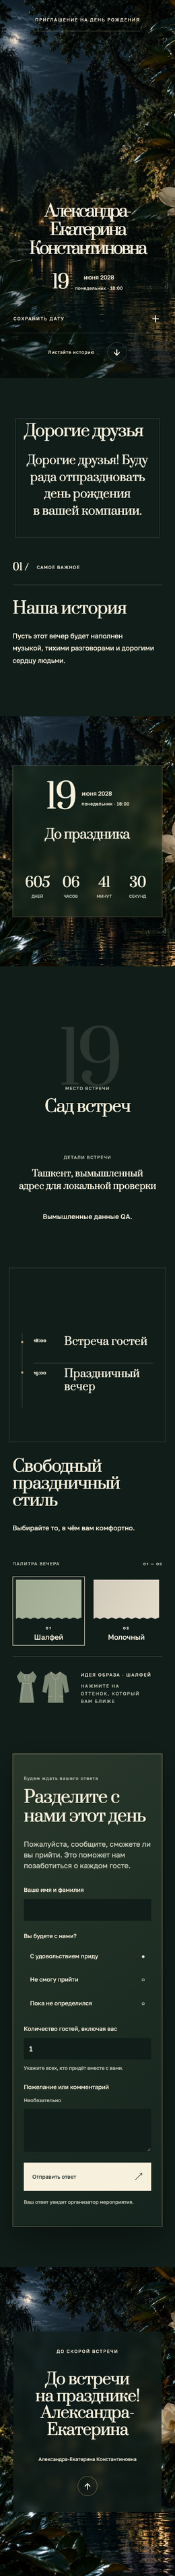 ПРИГЛАШЕНИЕ НА ДЕНЬ РОЖДЕНИЯ
Александра-
Екатерина
Константиновна
19
июня 2028
понедельник · 18:00
СОХРАНИТЬ ДАТУ
+
Листайте историю
Дорогие друзья
Дорогие друзья! Буду
рада отпраздновать
день рождения
в вашей компании.
01 / САМОЕ ВАЖНОЕ
Наша история
Пусть этот вечер будет наполнен
музыкой, тихими разговорами и дорогими
сердцу людьми.
19
июня 2028
понедельник · 18:00
До праздника
605 06 41 30
ДНЕЙ ЧАСОВ МИНУТ СЕКУНД
19
МЕСТО ВСТРЕЧИ
Сад встреч
ДЕТАЛИ ВСТРЕЧИ
Ташкент, вымышленный
адрес для локальной проверки
Вымышленные данные QA.
18:00 Встреча гостей
19:00 Праздничный
вечер
Свободный
праздничный
стиль
Выбирайте то, в чём вам комфортно.
ПАЛИТРА ВЕЧЕРА 01 — 02
01
Шалфей
02
Молочный
ИДЕЯ ОБРАЗА · ШАЛФЕЙ
НАЖМИТЕ НА
ОТТЕНОК, КОТОРЫЙ
ВАМ БЛИЖЕ
Будем ждать вашего ответа
Разделите с
нами этот день
Пожалуйста, сообщите, сможете ли
вы прийти. Это поможет нам
позаботиться о каждом госте.
Ваше имя и фамилия
Вы будете с нами?
С удовольствием приду
Не смогу прийти
Пока не определился
Количество гостей, включая вас
1
Укажите всех, кто придёт вместе с вами.
Пожелание или комментарий
Необязательно
Отправить ответ
Ваш ответ увидит организатор мероприятия.
ДО СКОРОЙ ВСТРЕЧИ
До встречи
на празднике!
Александра-
Екатерина
Александра-Екатерина Константиновна